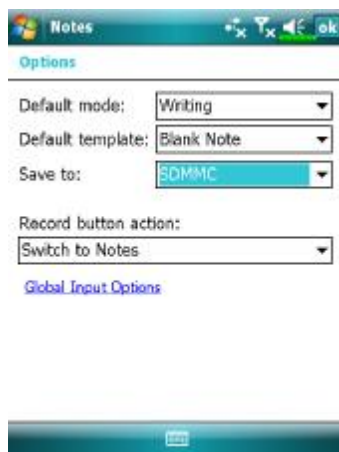 Notes
ok
Options
Default mode: Writing
Default template: Blank Note
Save to: SDMMC
Record button action:
Switch to Notes
Global Input Options